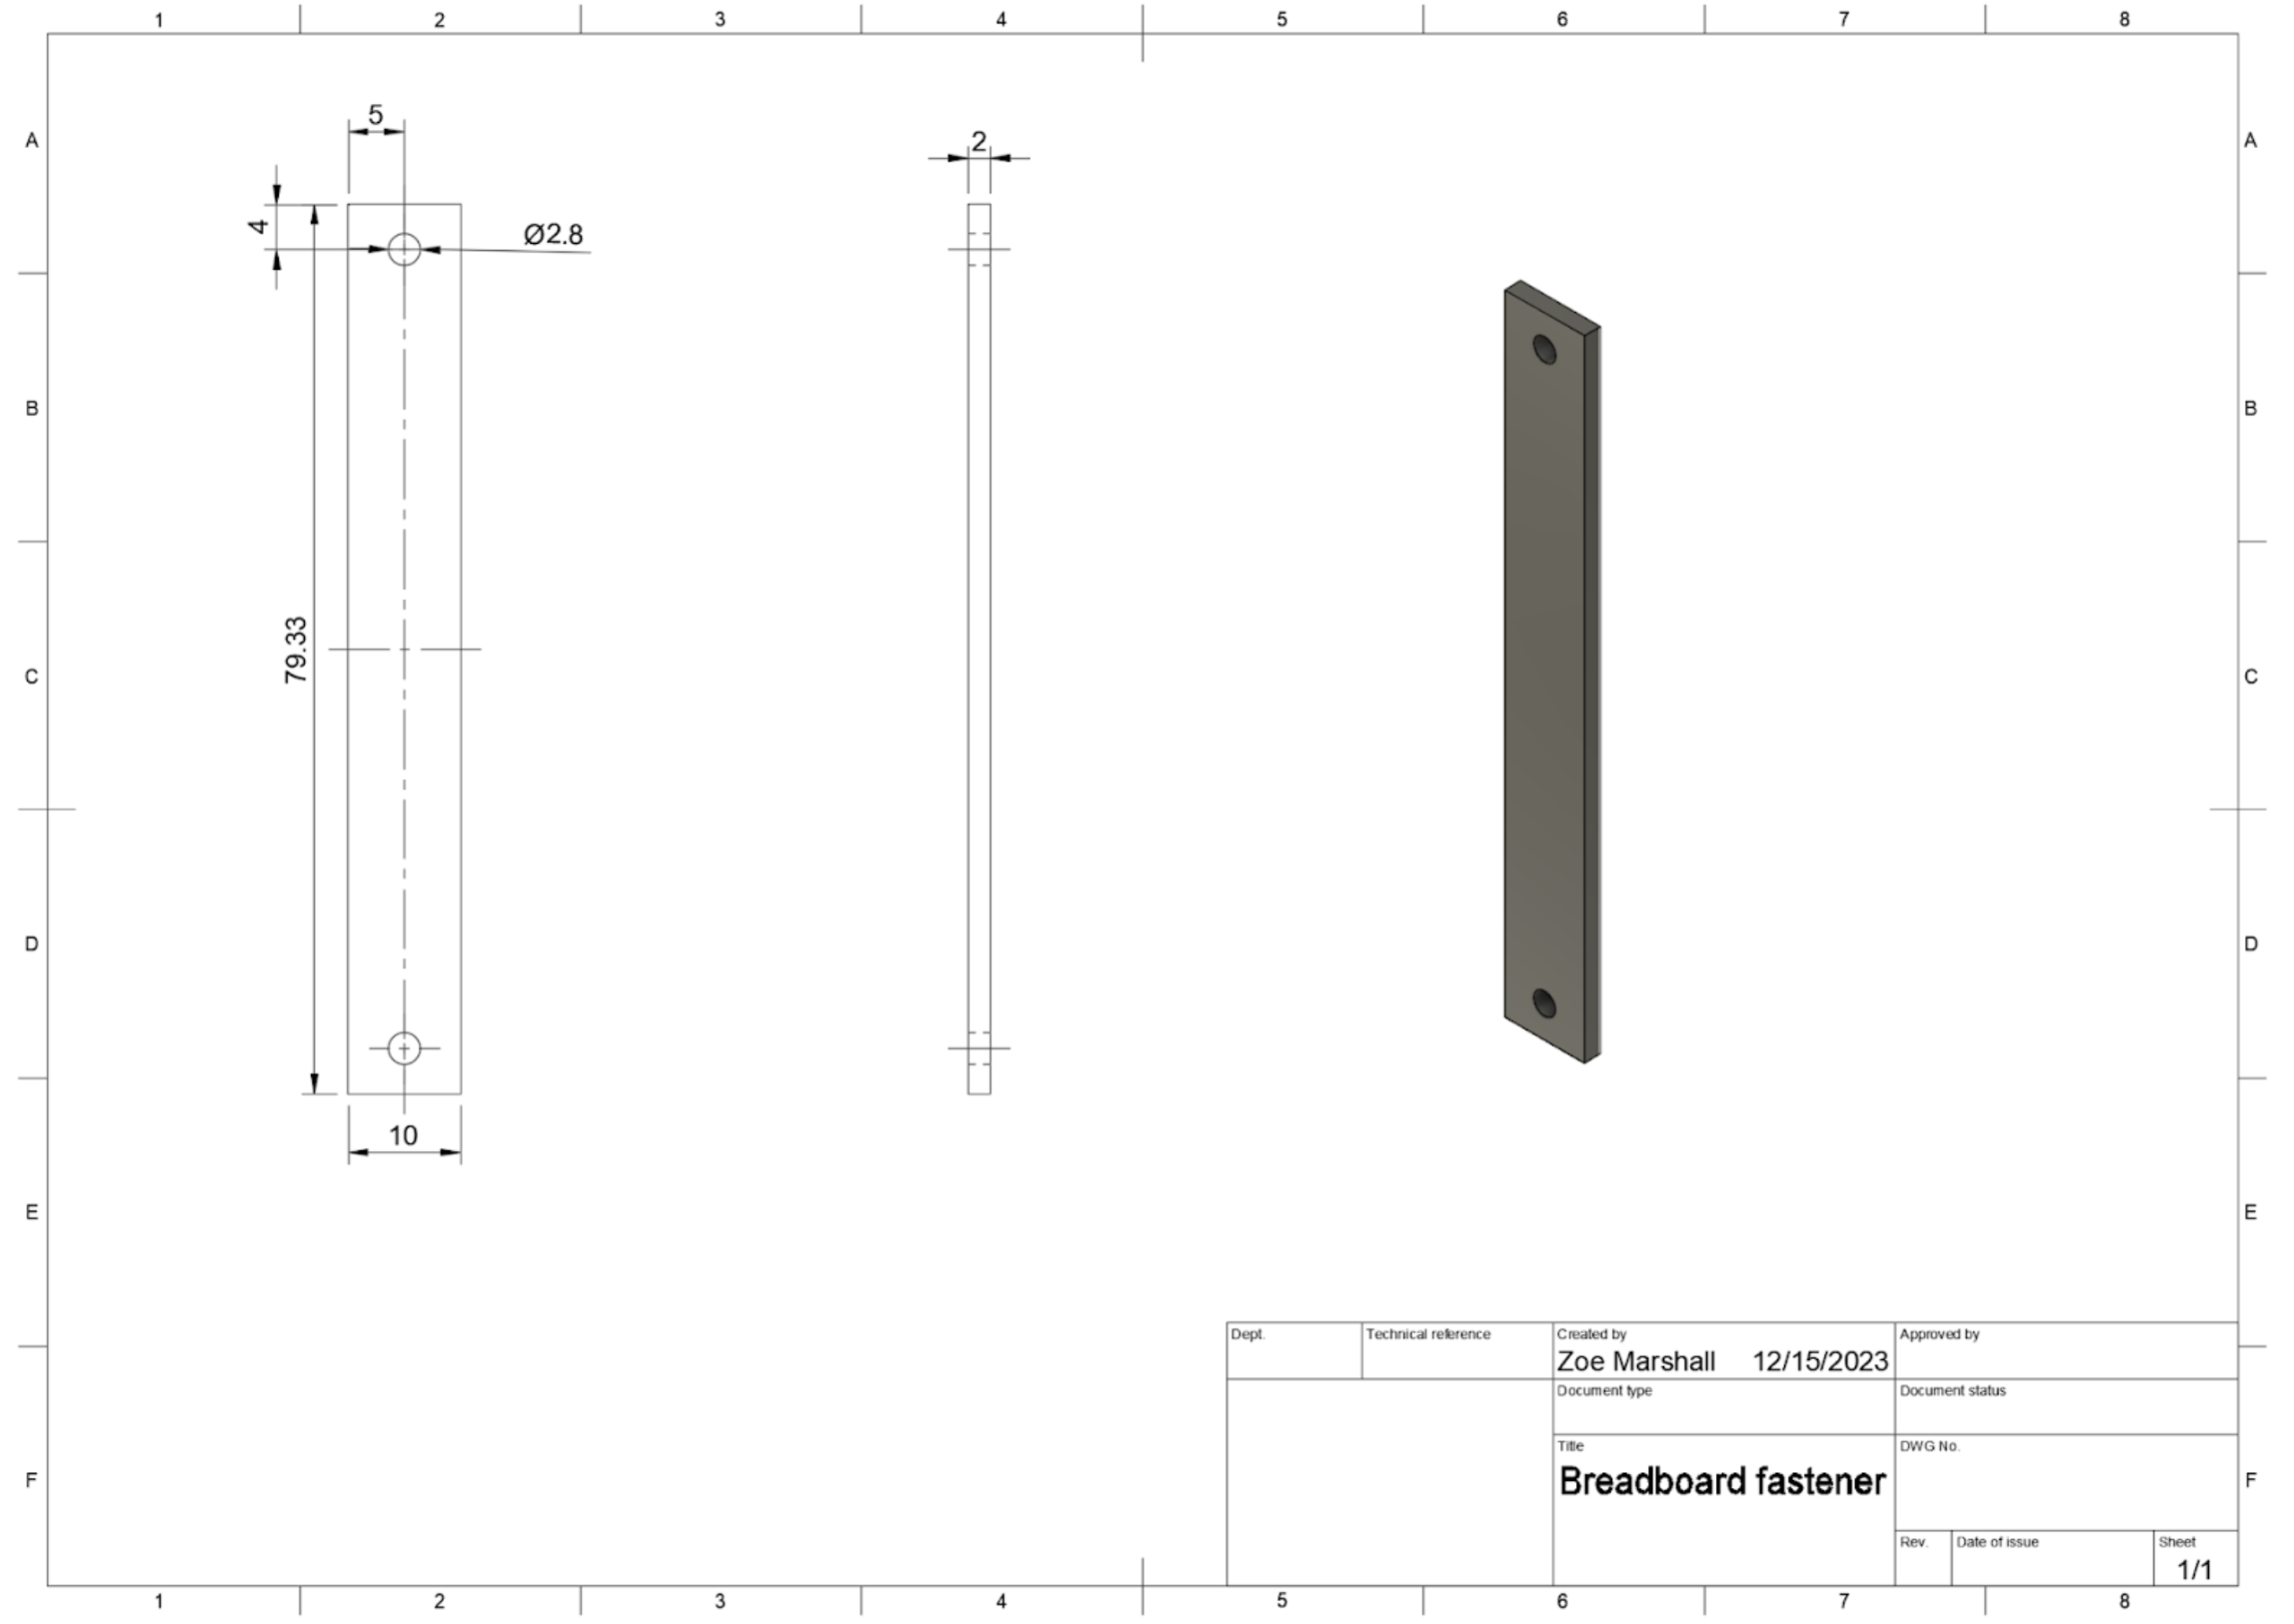 1 2 3 4 5 6 7 8
A A
5
2
4
Ø2.8
B B
79.33
C C
D D
10
E E
Dept. Technical reference Created by Approved by
Zoe Marshall 12/15/2023
Document type Document status
Title DWG No.
Breadboard fastener
F F
Rev. Date of issue Sheet
1/1
1 2 3 4 5 6 7 8